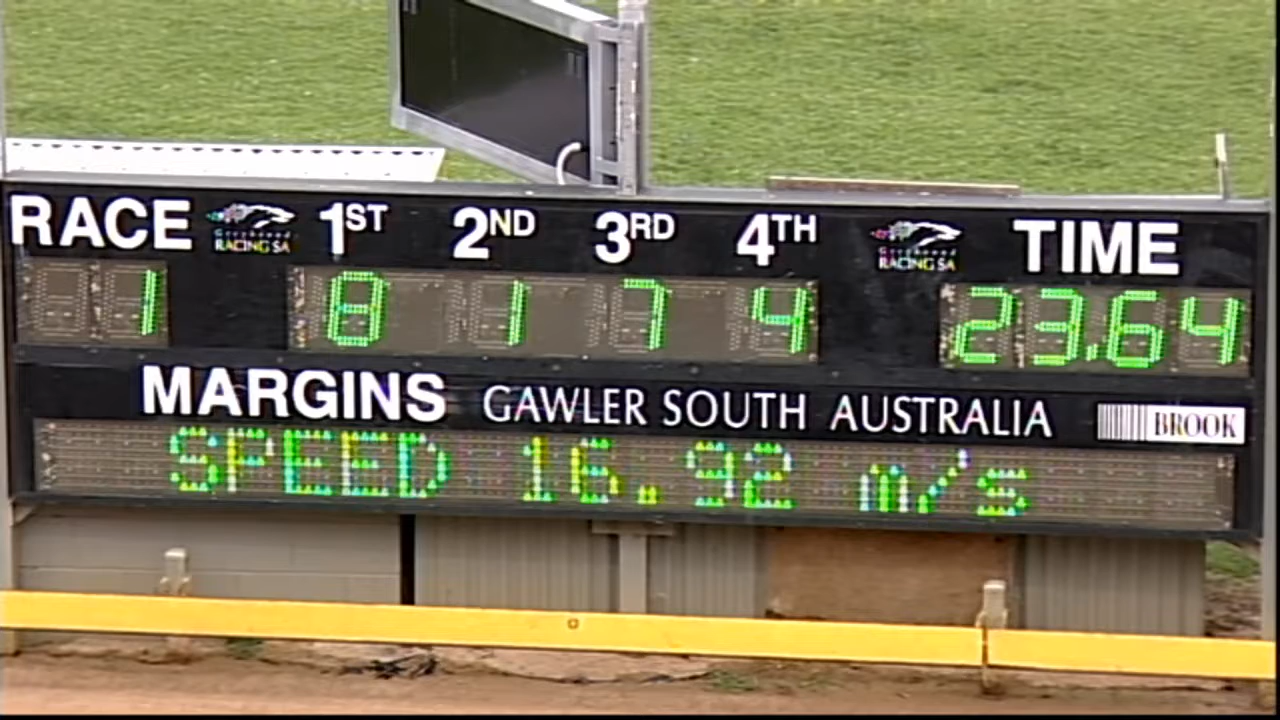 RACE Greyhound RACING SA 1ST 2ND 3RD 4TH Greyhound RACING SA TIME
1 8 1 7 4 23.64
MARGINS GAWLER SOUTH AUSTRALIA BROOK
SPEED 16.92 m/s